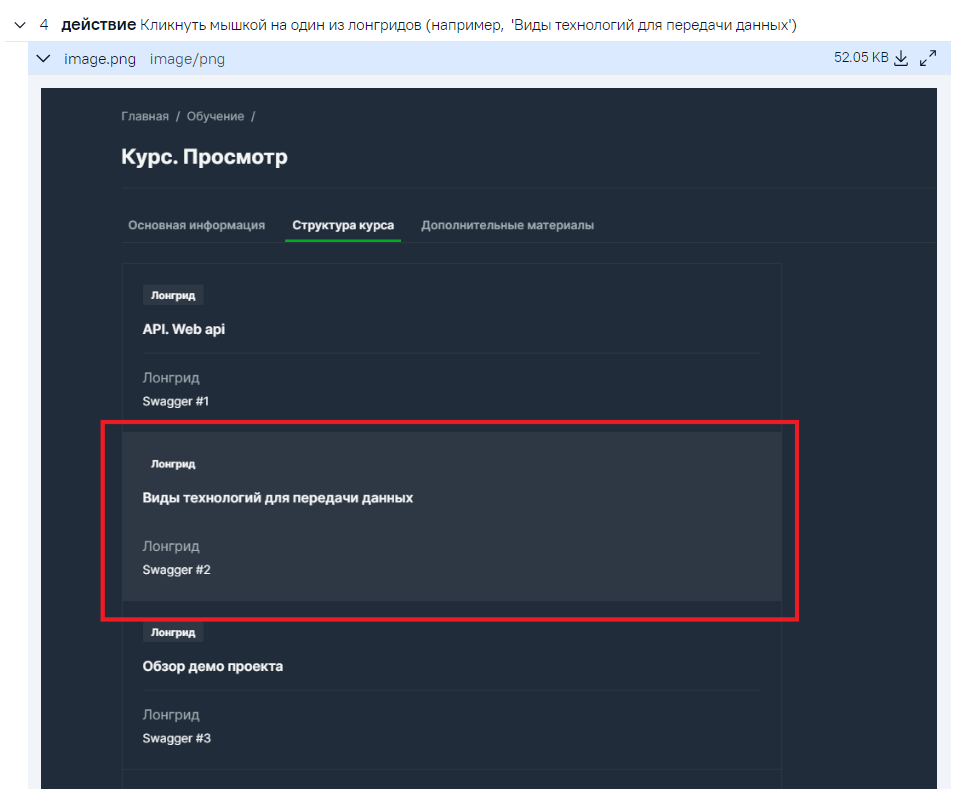 4 действие Кликнуть мышкой на один из лонгридов (например, 'Виды технологий для передачи данных')
image.png image/png 52.05 KB
Главная / Обучение /
Курс. Просмотр
Основная информация Структура курса Дополнительные материалы
Лонгрид
API. Web api
Лонгрид
Swagger #1
Лонгрид
Виды технологий для передачи данных
Лонгрид
Swagger #2
Лонгрид
Обзор демо проекта
Лонгрид
Swagger #3